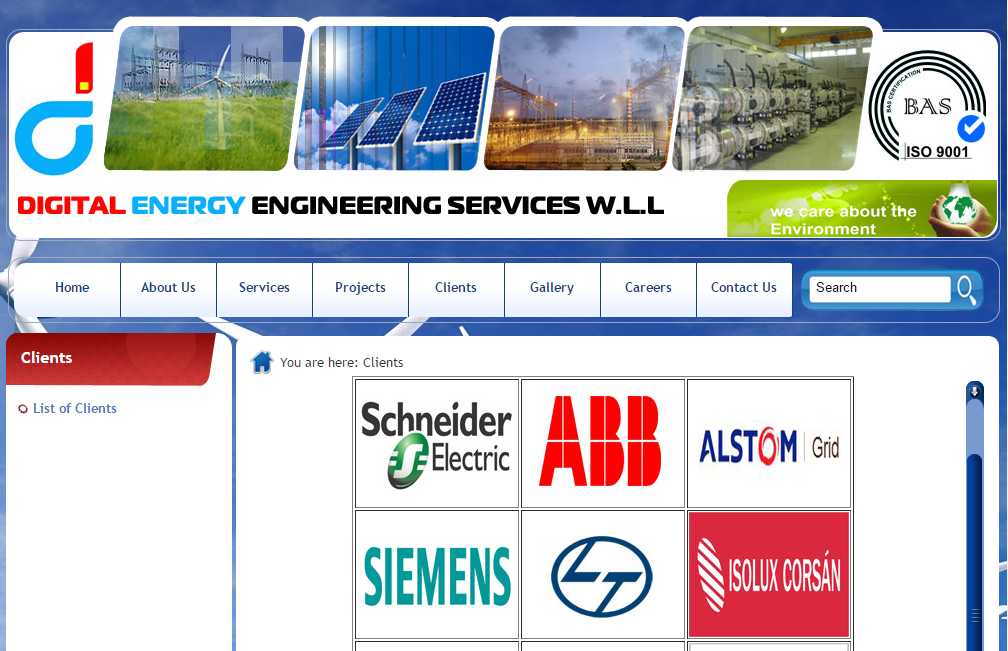 BAS CERTIFICATION
BAS
ISO 9001
DIGITAL ENERGY ENGINEERING SERVICES W.L.L
we care about the
Environment
Home
About Us
Services
Projects
Clients
Gallery
Careers
Contact Us
Search
Clients
List of Clients
You are here: Clients
Schneider
Electric
ABB
ALSTOM Grid
SIEMENS
LT
ISOLUX CORSÁN